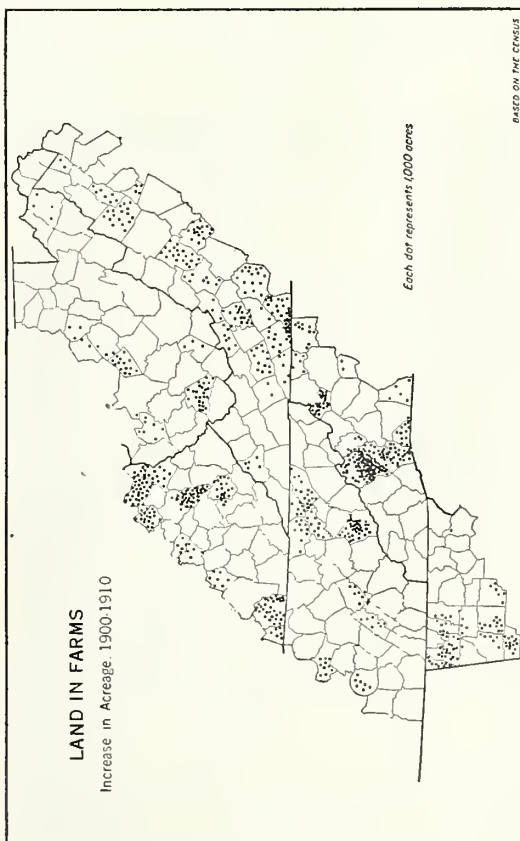 LAND IN FARMS
Increase in Acreage 1900-1910
Each dot represents 1,000 acres
BASED ON THE CENSUS